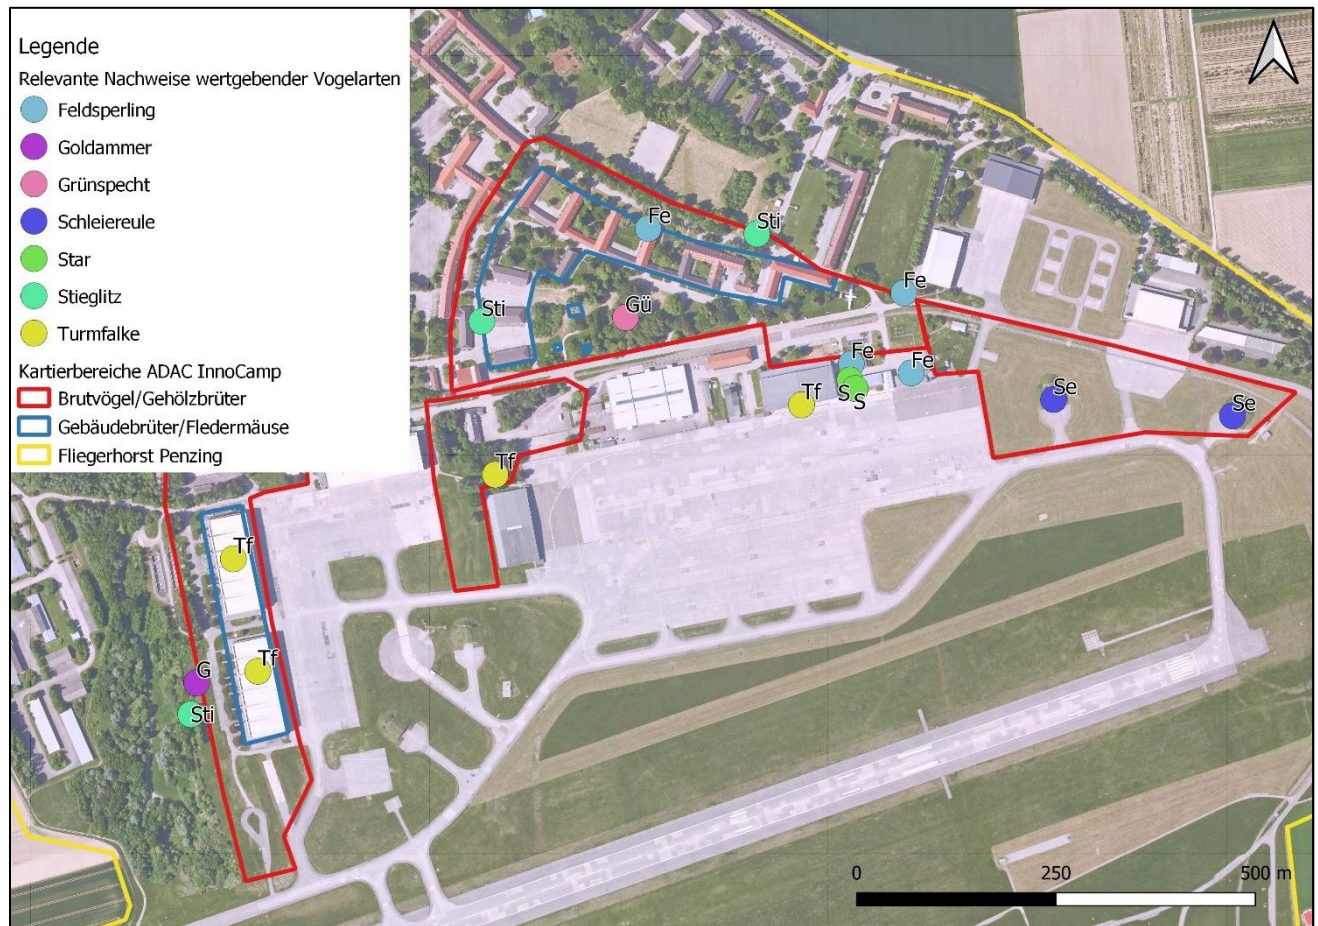 Legende
Relevante Nachweise wertgebender Vogelarten
Feldsperling
Goldammer
Grünspecht
Schleiereule
Star
Stieglitz
Turmfalke
Kartierbereiche ADAC InnoCamp
Brutvögel/Gehölzbrüter
Gebäudebrüter/Fledermäuse
Fliegerhorst Penzing
Fe
Sti
Fe
Sti
Gü
Fe
Fe
S
S
Tf
Se
Se
Tf
Tf
Tf
G
Sti
0 250 500 m